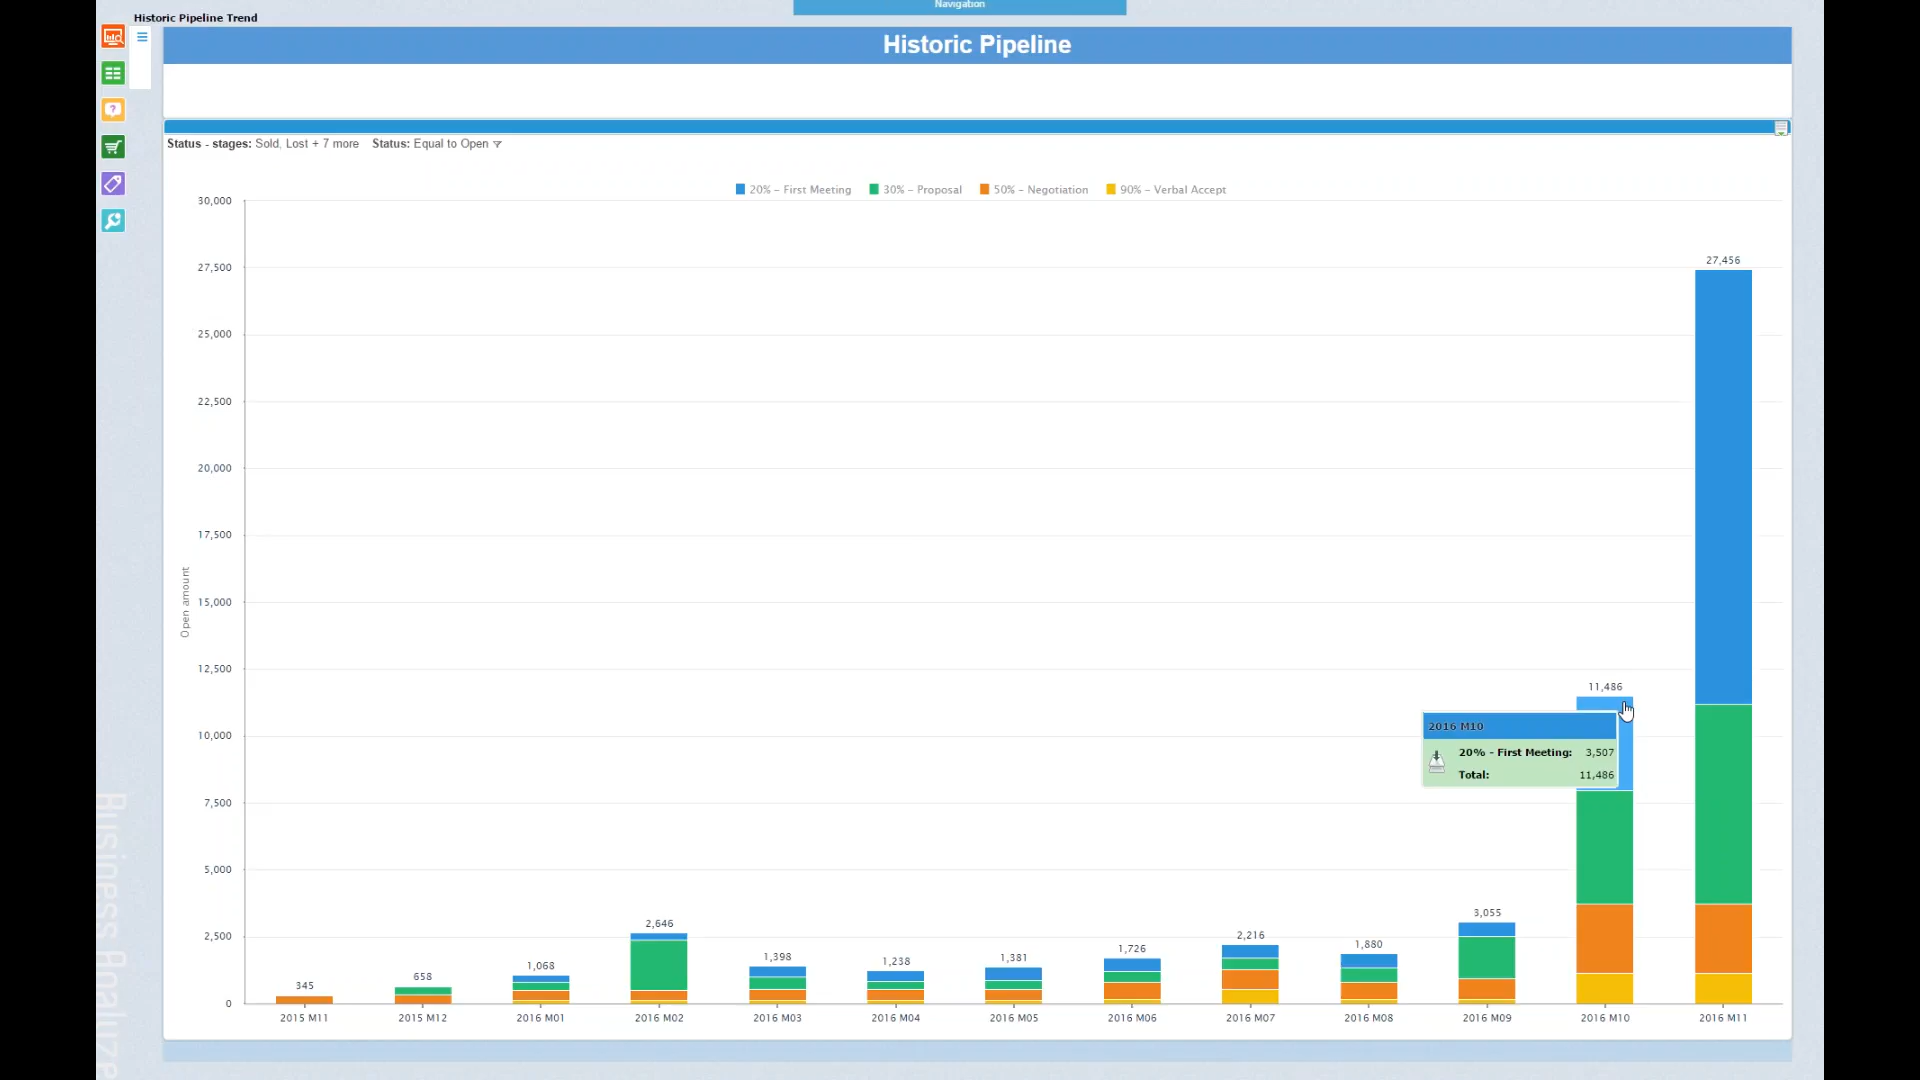 Navigation
Historic Pipeline Trend
Historic Pipeline
Status - stages: Sold, Lost + 7 more Status: Equal to Open
20% - First Meeting 30% - Proposal 50% - Negotiation 90% - Verbal Accept
30,000
27,500
27,456
25,000
22,500
20,000
17,500
15,000
Open amount
12,500
11,486
10,000
2016 M10
20% - First Meeting: 3,507
Total: 11,486
7,500
5,000
2,500
345
658
1,068
2,646
1,398
1,238
1,381
1,726
2,216
1,880
3,055
0
2015 M11 2015 M12 2016 M01 2016 M02 2016 M03 2016 M04 2016 M05 2016 M06 2016 M07 2016 M08 2016 M09 2016 M10 2016 M11
Business Analyze